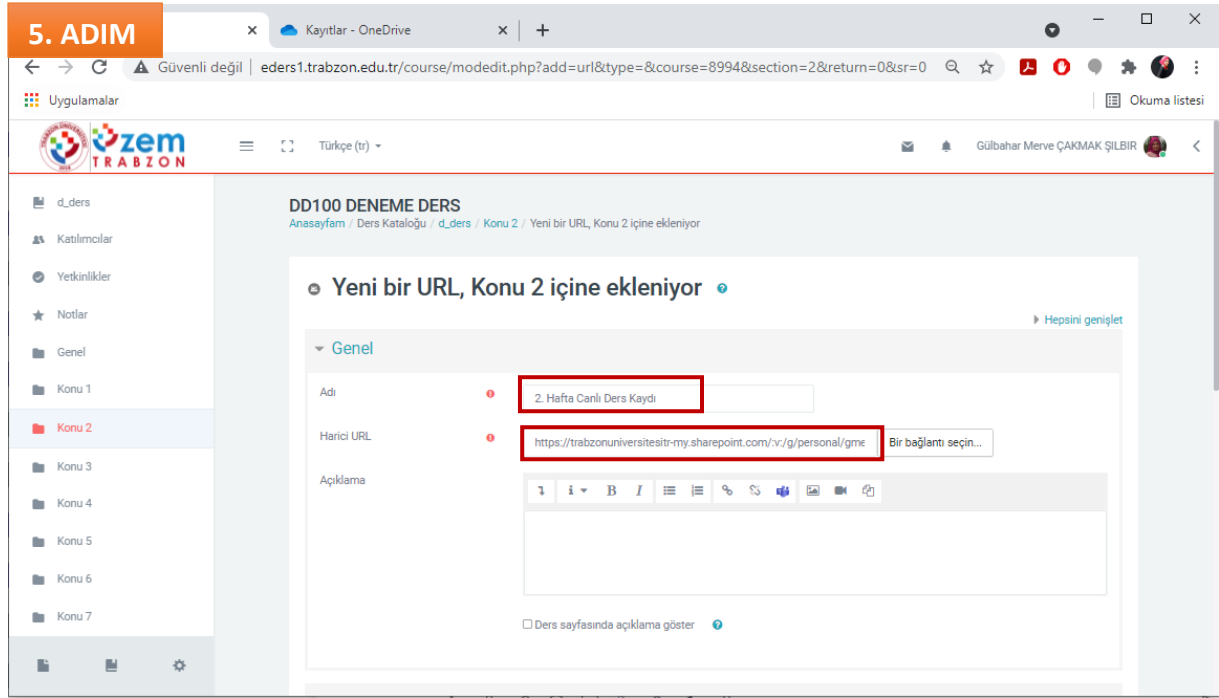 5. ADIM
Kayıtlar - OneDrive
Güvenli değil | eders1.trabzon.edu.tr/course/modedit.php?add=url&type=&course=8994&section=2&return=0&sr=0
Uygulamalar
Okuma listesi
üzem
TRABZON
Türkçe (tr)
Gülbahar Merve ÇAKMAK ŞILBIR
d_ders
Katılımcılar
Yetkinlikler
Notlar
Genel
Konu 1
Konu 2
Konu 3
Konu 4
Konu 5
Konu 6
Konu 7
DD100 DENEME DERS
Anasayfam / Ders Kataloğu / d_ders / Konu 2 / Yeni bir URL, Konu 2 içine ekleniyor
Yeni bir URL, Konu 2 içine ekleniyor
Hepsini genişlet
Genel
Adı
2. Hafta Canlı Ders Kaydı
Harici URL
https://trabzonuniversitesitr-my.sharepoint.com/:v:/g/personal/gme
Bir bağlantı seçin...
Açıklama
i B I
Ders sayfasında açıklama göster